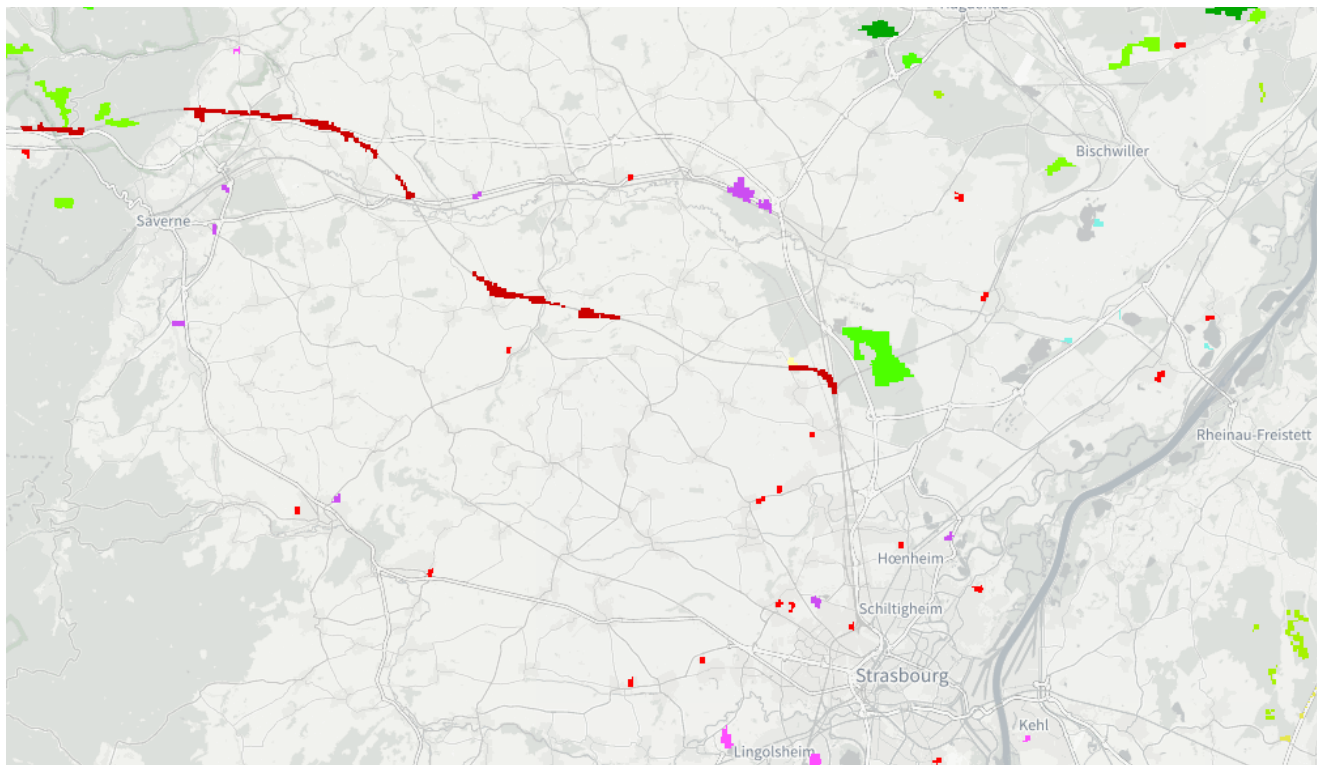 Bischwiller
Saverne
Rheinau-Freistett
Hœnheim
Schiltigheim
Strasbourg
Kehl
Lingolsheim